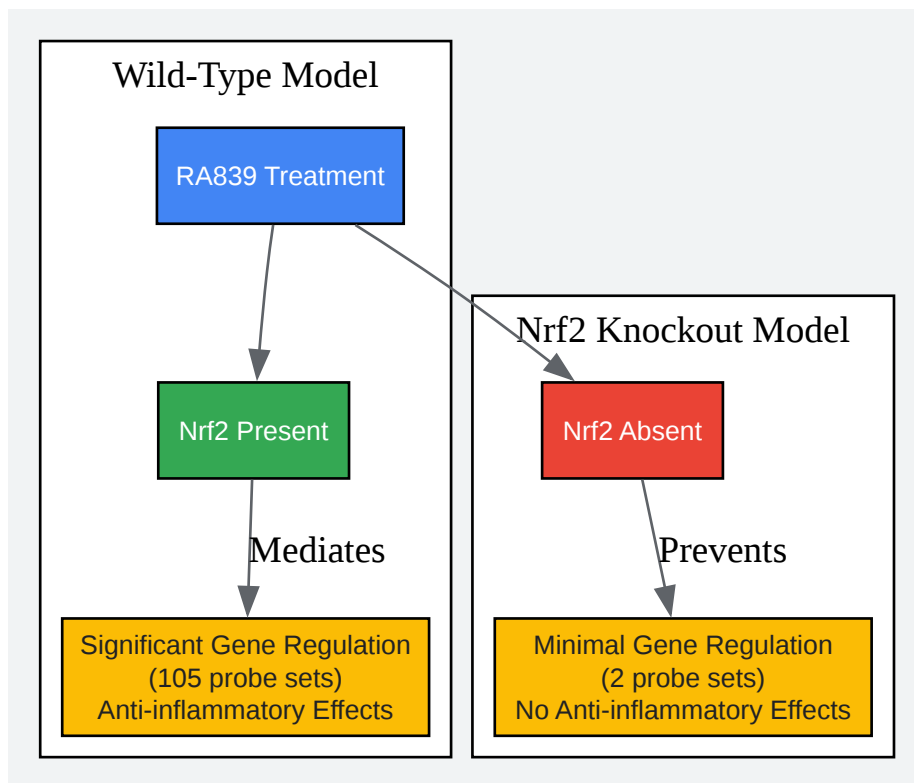 Wild-Type Model
RA839 Treatment
Nrf2 Present
Mediates
Significant Gene Regulation
(105 probe sets)
Anti-inflammatory Effects
Nrf2 Knockout Model
Nrf2 Absent
Prevents
Minimal Gene Regulation
(2 probe sets)
No Anti-inflammatory Effects